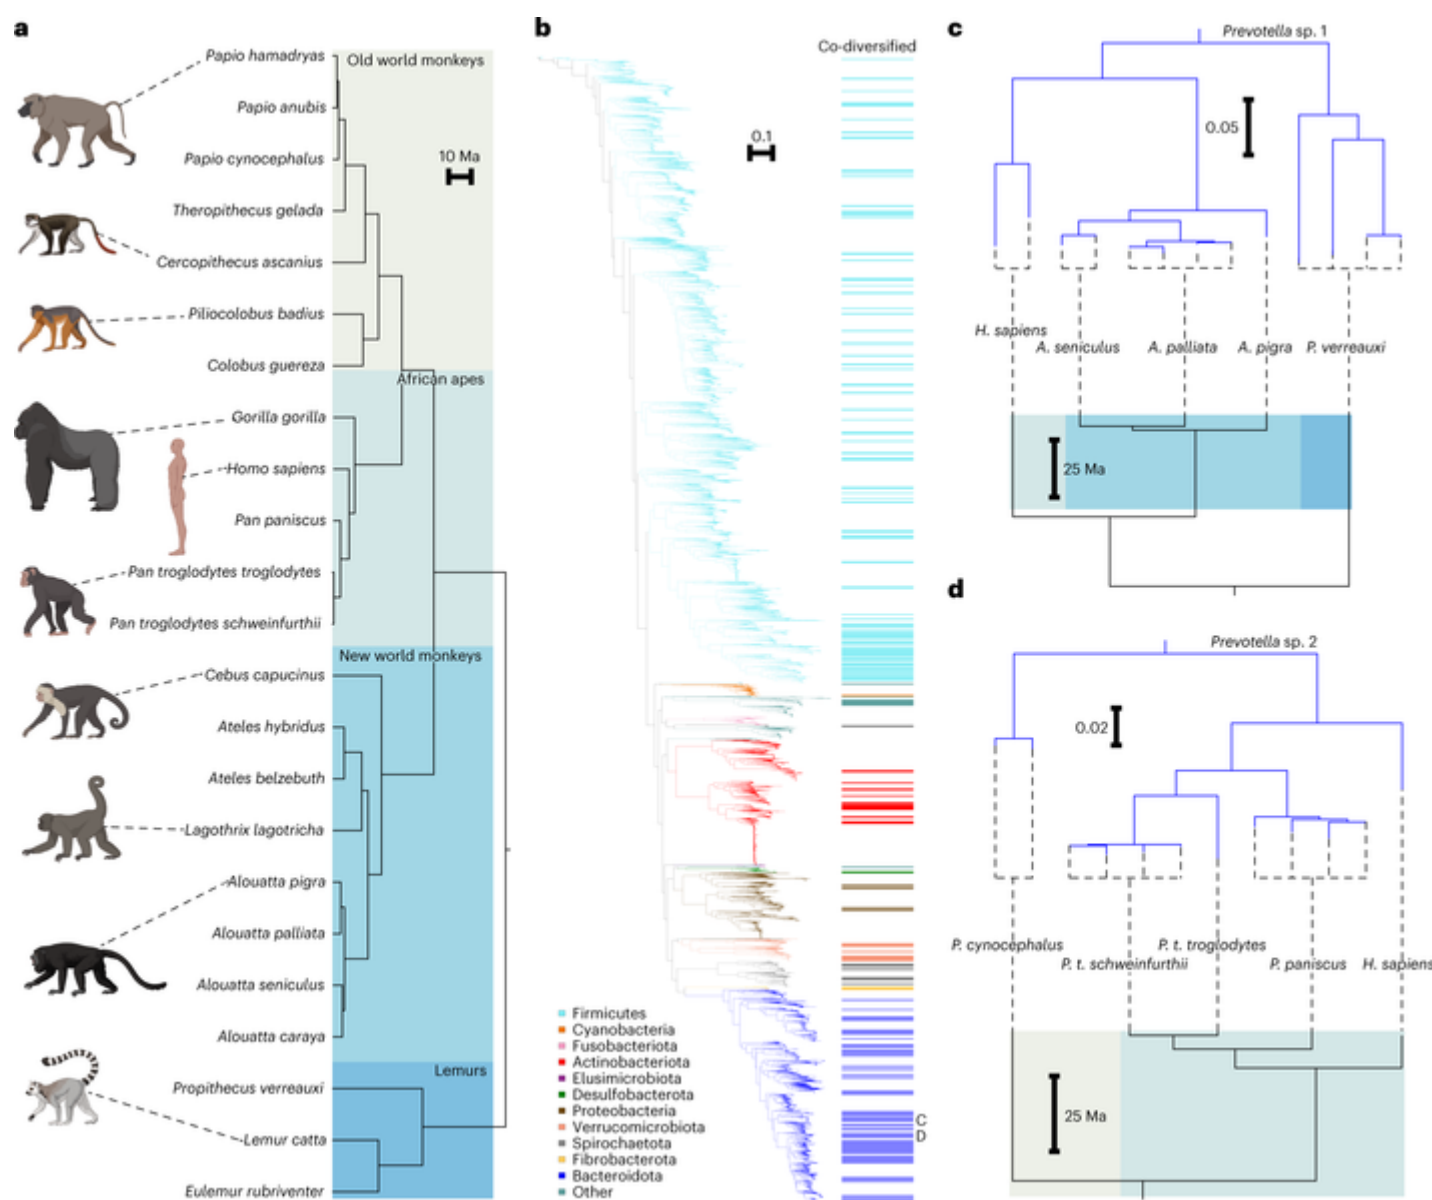 a
Papio hamadryas
Old world monkeys
Papio anubis
10 Ma
Papio cynocephalus
Theropithecus gelada
Cercopithecus ascanius
Piliocolobus badius
Colobus guereza
African apes
Gorilla gorilla
Homo sapiens
Pan paniscus
Pan troglodytes troglodytes
Pan troglodytes schweinfurthii
New world monkeys
Cebus capucinus
Ateles hybridus
Ateles belzebuth
Lagothrix lagotricha
Alouatta pigra
Alouatta palliata
Alouatta seniculus
Alouatta caraya
Lemurs
Propithecus verreauxi
Lemur catta
Eulemur rubriventer
b
Co-diversified
0.1
C
D
Firmicutes
Cyanobacteria
Fusobacteriota
Actinobacteriota
Elusimicrobiota
Desulfobacterota
Proteobacteria
Verrucomicrobiota
Spirochaetota
Fibrobacterota
Bacteroidota
Other
c
Prevotella sp. 1
0.05
H. sapiens
A. seniculus
A. palliata
A. pigra
P. verreauxi
25 Ma
d
Prevotella sp. 2
0.02
P. cynocephalus
P. t. troglodytes
P. t. schweinfurthii
P. paniscus
H. sapiens
25 Ma